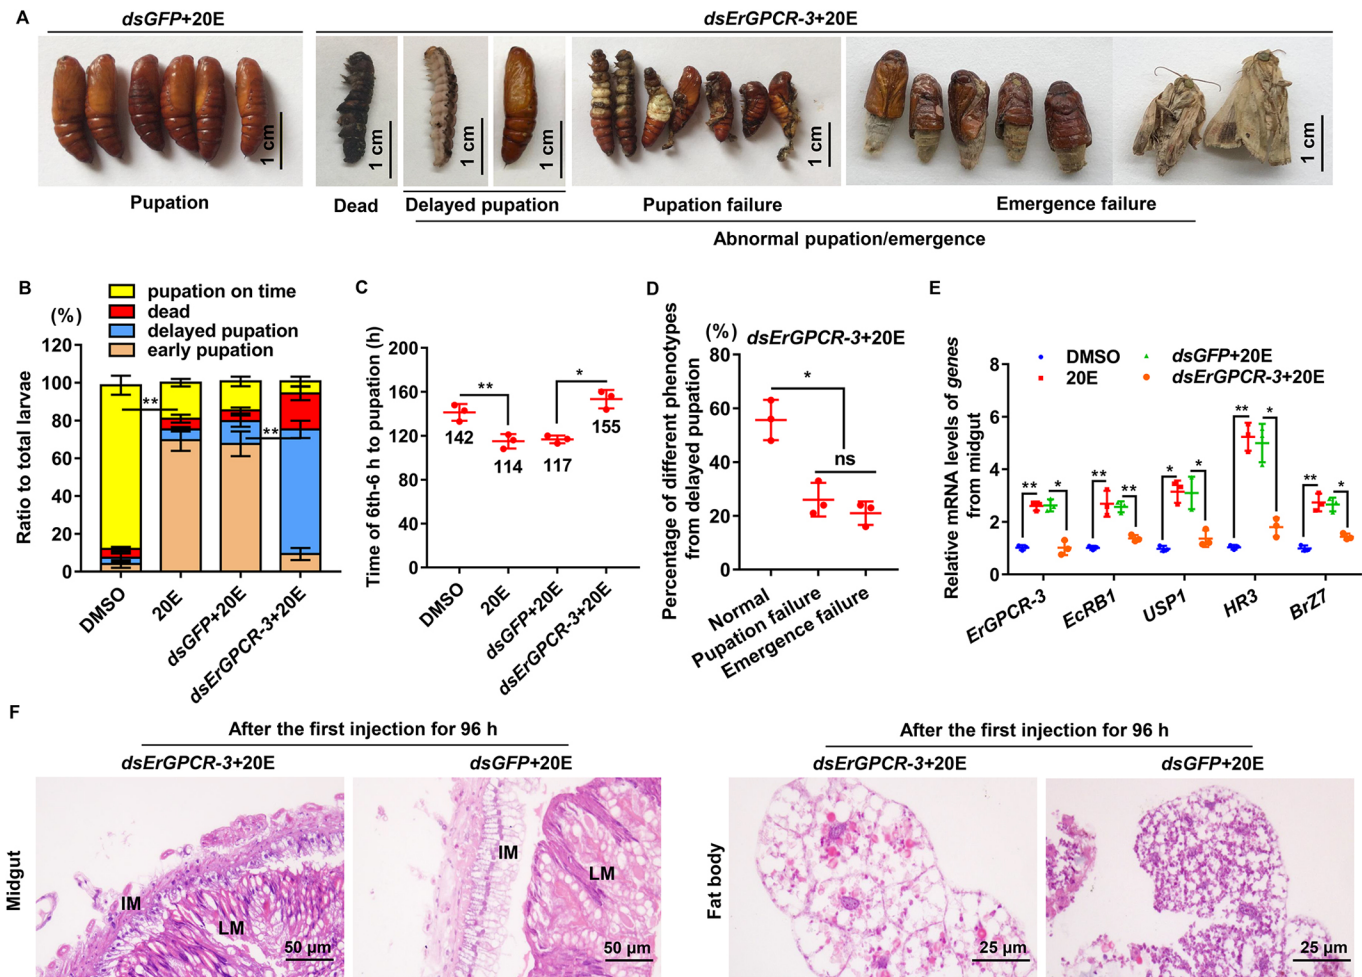 A
dsGFP+20E
dsErGPCR-3+20E
1 cm
1 cm
1 cm
1 cm
1 cm
1 cm
Pupation
Dead
Delayed pupation
Pupation failure
Emergence failure
Abnormal pupation/emergence
B
(%)
pupation on time
dead
delayed pupation
early pupation
Ratio to total larvae
120
100
80
60
40
20
0
**
**
DMSO
20E
dsGFP+20E
dsErGPCR-3+20E
C
Time of 6th-6 h to pupation (h)
200
160
120
80
40
0
**
*
142
114
117
155
DMSO
20E
dsGFP+20E
dsErGPCR-3+20E
D
(%)
dsErGPCR-3+20E
Percentage of different phenotypes
from delayed pupation
80
60
40
20
0
*
ns
Normal
Pupation failure
Emergence failure
E
DMSO
20E
dsGFP+20E
dsErGPCR-3+20E
Relative mRNA levels of genes
from midgut
8
6
4
2
0
**
*
**
**
*
*
**
*
**
*
ErGPCR-3
EcRB1
USP1
HR3
BrZ7
F
After the first injection for 96 h
dsErGPCR-3+20E
dsGFP+20E
Midgut
IM
LM
50 µm
IM
LM
50 µm
After the first injection for 96 h
dsErGPCR-3+20E
dsGFP+20E
Fat body
25 µm
25 µm